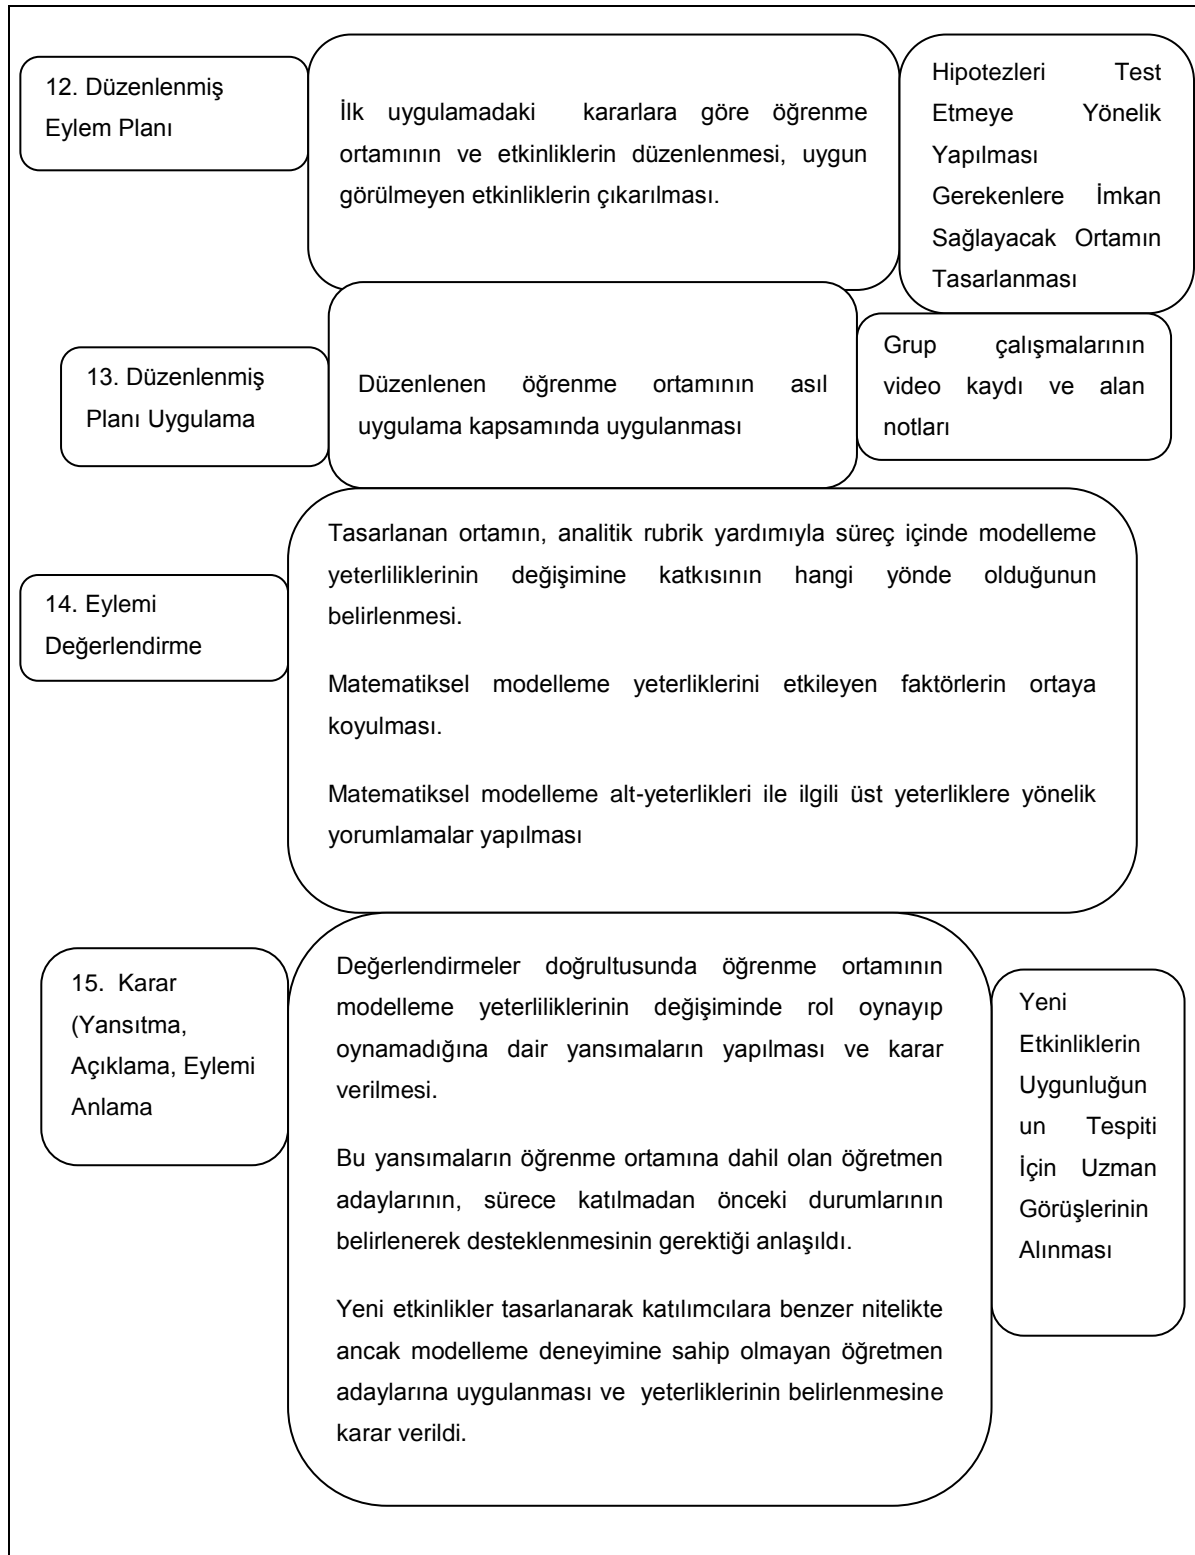 12. Düzenlenmiş
Eylem Planı
İlk uygulamadaki kararlara göre öğrenme
ortamının ve etkinliklerin düzenlenmesi, uygun
görülmeyen etkinliklerin çıkarılması.
Hipotezleri Test
Etmeye Yönelik
Yapılması
Gerekenlere İmkan
Sağlayacak Ortamın
Tasarlanması
13. Düzenlenmiş
Planı Uygulama
Düzenlenen öğrenme ortamının asıl
uygulama kapsamında uygulanması
Grup çalışmalarının
video kaydı ve alan
notları
14. Eylemi
Değerlendirme
Tasarlanan ortamın, analitik rubrik yardımıyla süreç içinde modelleme
yeterliliklerinin değişimine katkısının hangi yönde olduğunun
belirlenmesi.
Matematiksel modelleme yeterliklerini etkileyen faktörlerin ortaya
koyulması.
Matematiksel modelleme alt-yeterlikleri ile ilgili üst yeterliklere yönelik
yorumlamalar yapılması
15. Karar
(Yansıtma,
Açıklama, Eylemi
Anlama
Değerlendirmeler doğrultusunda öğrenme ortamının
modelleme yeterliliklerinin değişiminde rol oynayıp
oynamadığına dair yansımaların yapılması ve karar
verilmesi.
Bu yansımaların öğrenme ortamına dahil olan öğretmen
adaylarının, sürece katılmadan önceki durumlarının
belirlenerek desteklenmesinin gerektiği anlaşıldı.
Yeni etkinlikler tasarlanarak katılımcılara benzer nitelikte
ancak modelleme deneyimine sahip olmayan öğretmen
adaylarına uygulanması ve yeterliklerinin belirlenmesine
karar verildi.
Yeni
Etkinliklerin
Uygunluğun
un Tespiti
İçin Uzman
Görüşlerinin
Alınması